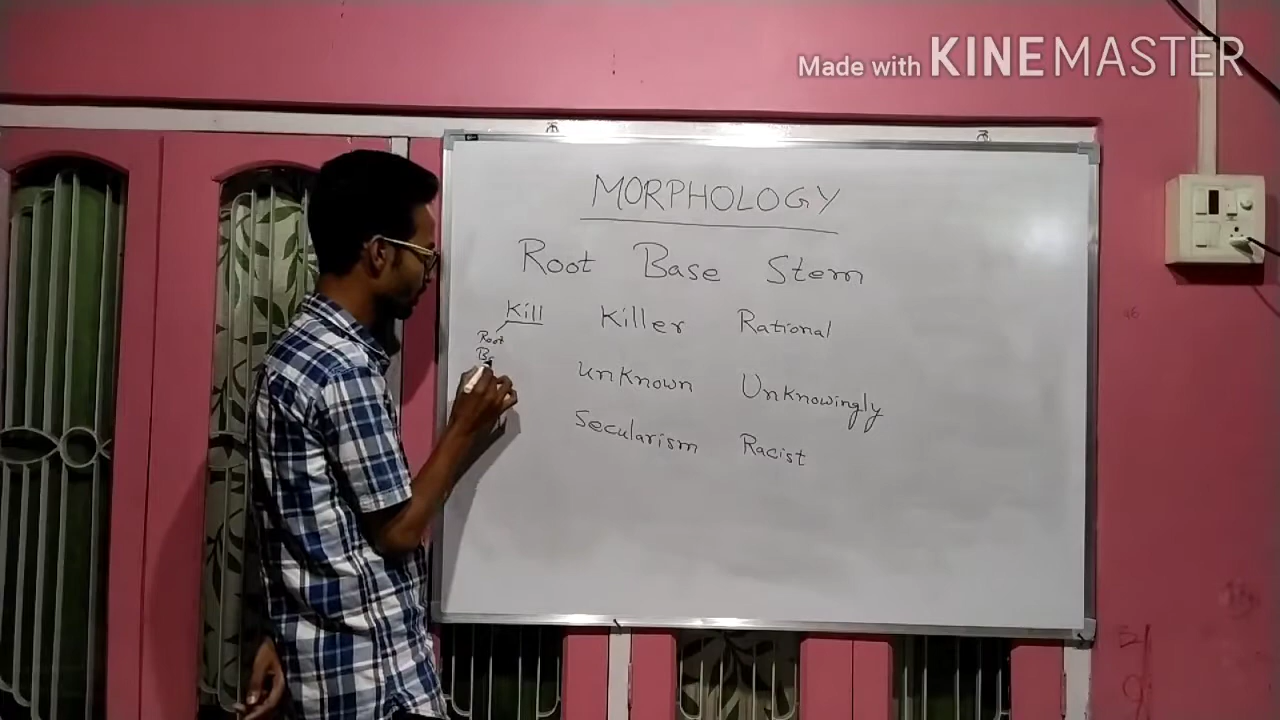 Made with KINEMASTER
MORPHOLOGY
Root Base Stem
Kill Killer Rational
Root
unknown Unknowingly
Secularism Racist